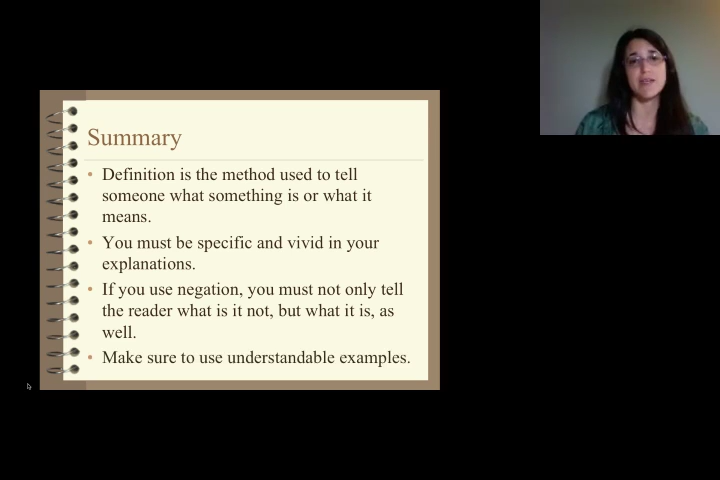 Summary
• Definition is the method used to tell
someone what something is or what it
means.
• You must be specific and vivid in your
explanations.
• If you use negation, you must not only tell
the reader what is it not, but what it is, as
well.
• Make sure to use understandable examples.